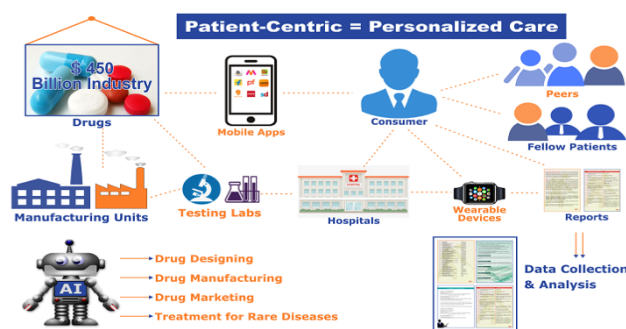 Patient-Centric = Personalized Care
$ 450
Billion Industry
Drugs
Mobile Apps
Consumer
Peers
Fellow Patients
Manufacturing Units
Testing Labs
Hospitals
Wearable
Devices
Reports
AI
Drug Designing
Drug Manufacturing
Drug Marketing
Treatment for Rare Diseases
Data Collection
& Analysis